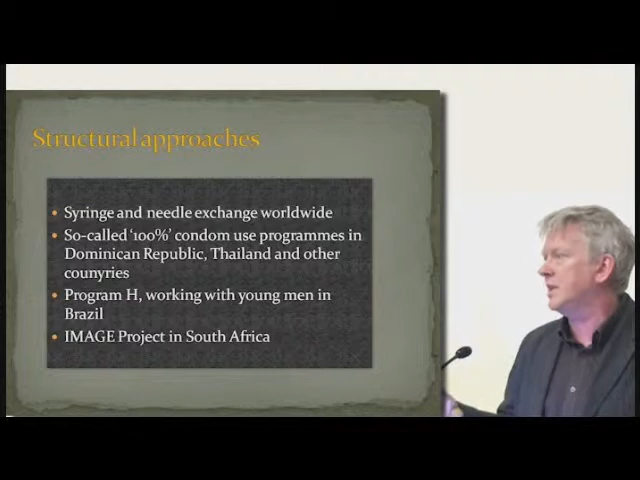 Structural approaches
• Syringe and needle exchange worldwide
• So-called ‘100%’ condom use programmes in
Dominican Republic, Thailand and other
counyries
• Program H, working with young men in
Brazil
• IMAGE Project in South Africa